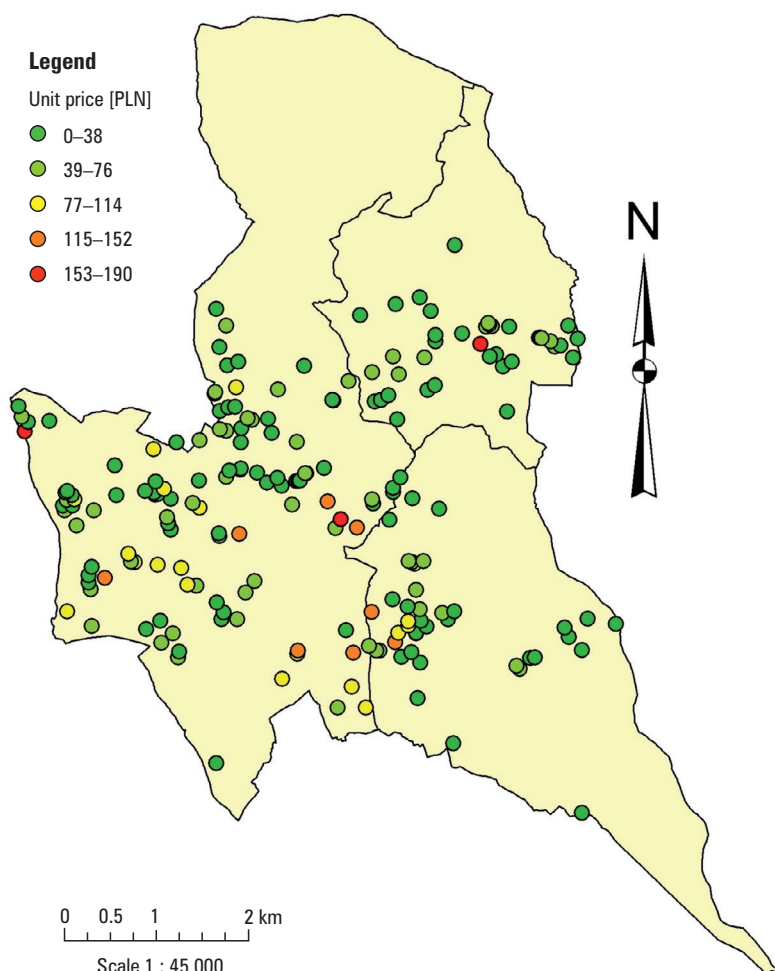 Legend
Unit price [PLN]
0–38
39–76
77–114
115–152
153–190
N
0 0.5 1 2 km
Scale 1 : 45 000